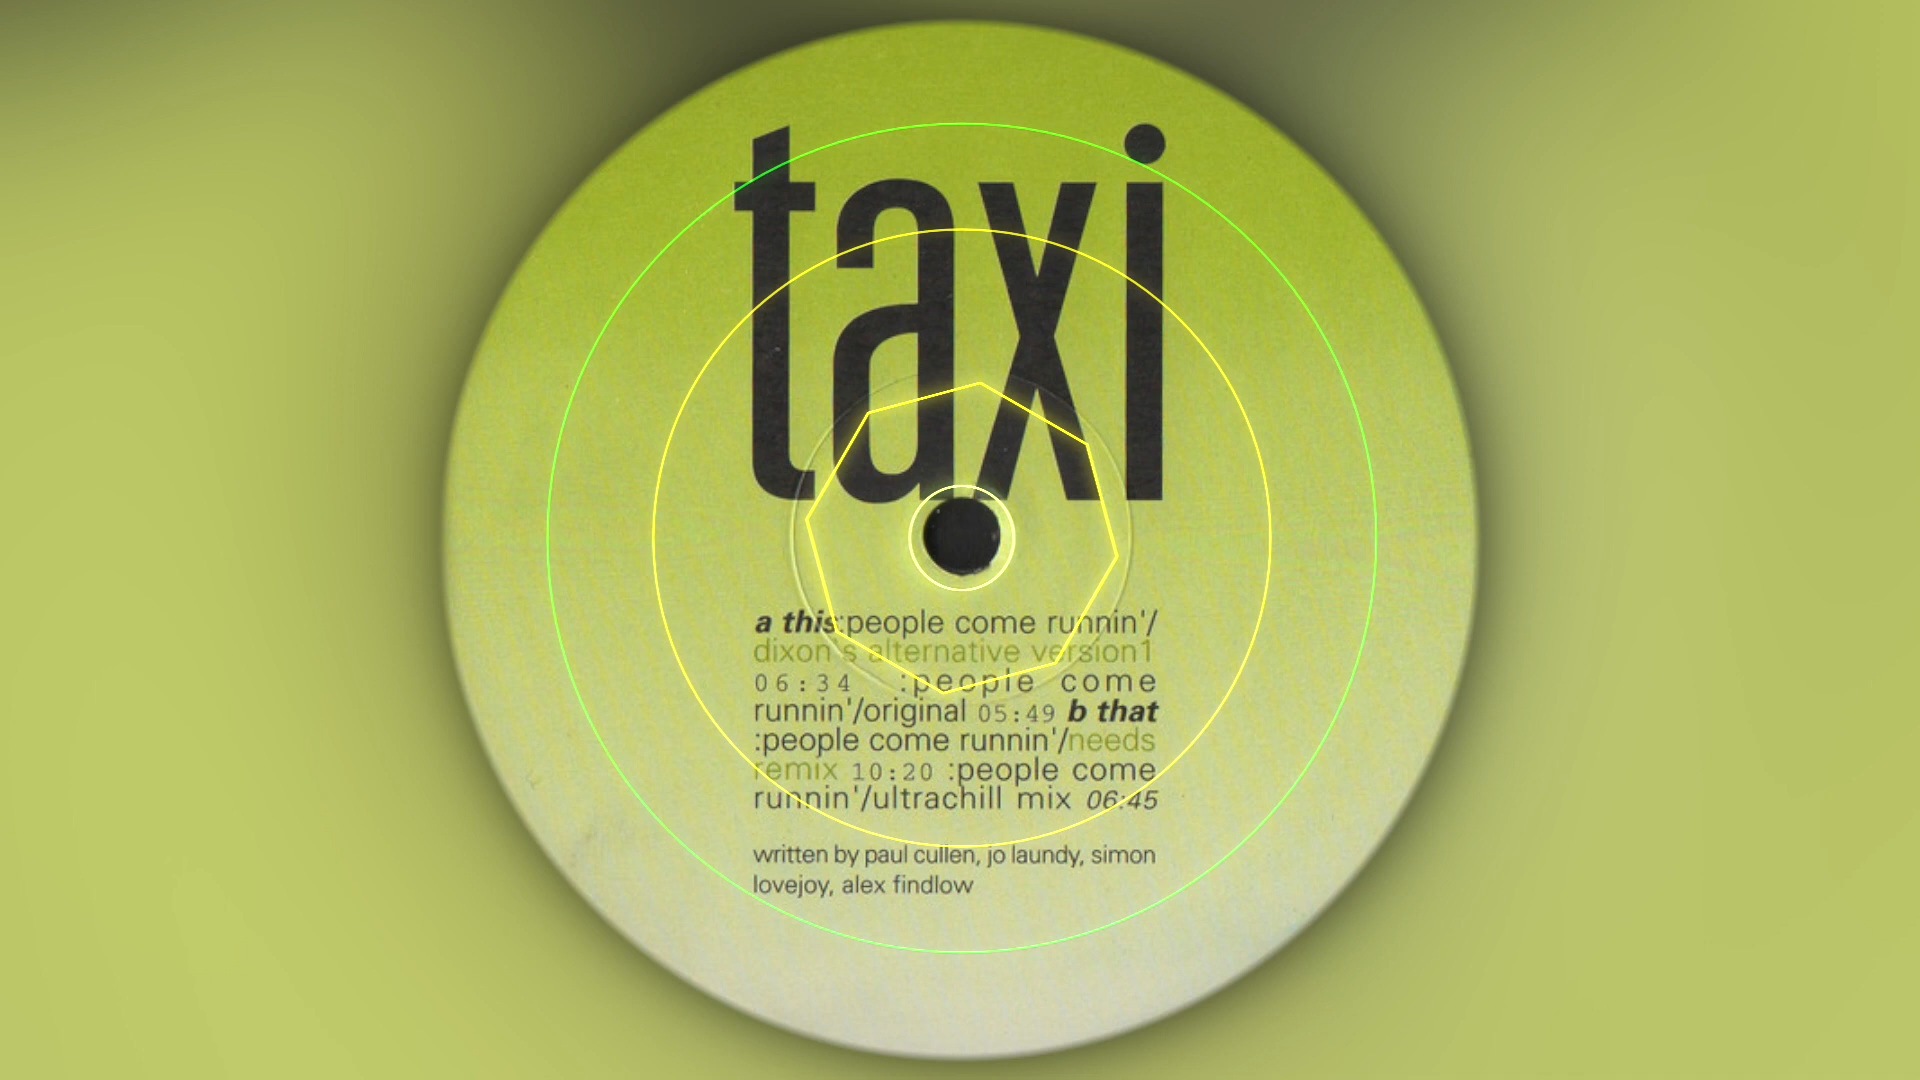 taxi
a this:people come runnin'/
dixon's alternative version1
06:34 :people come
runnin'/original 05:49 b that
:people come runnin'/needs
remix 10:20 :people come
runnin'/ultrachill mix 06:45
written by paul cullen, jo laundy, simon
lovejoy, alex findlow